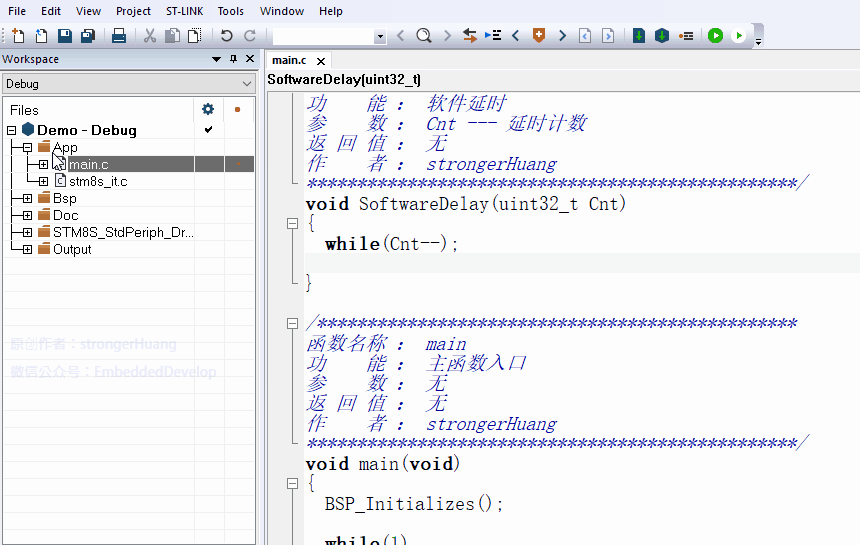 File Edit View Project ST-LINK Tools Window Help
Workspace
Debug
Files
Demo - Debug
App
main.c
stm8s_it.c
Bsp
Doc
STM8S_StdPeriph_Dr...
Output
原创作者：strongerHuang
微信公众号：EmbeddedDevelop
main.c
SoftwareDelay(uint32_t)
功 能 ： 软件延时
参 数 ： Cnt --- 延时计数
返 回 值 ： 无
作 者 ： strongerHuang
************************************************/
void SoftwareDelay(uint32_t Cnt)
{
while(Cnt--);
}
/***********************************************
函数名称 ： main
功 能 ： 主函数入口
参 数 ： 无
返 回 值 ： 无
作 者 ： strongerHuang
************************************************/
void main(void)
{
BSP_Initializes();
while(1)